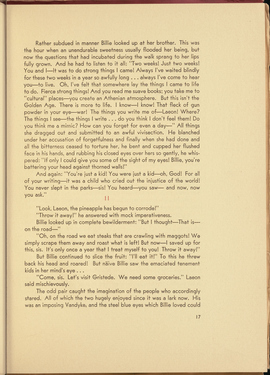 Rather subdued in manner Billie looked up at her brother. This was
the hour when an unendurable sweetness usually flooded her being, but
now the questions that had incubated during the walk sprang to her lips
fully grown. And he had to listen to it all: "Two weeks! Just two weeks!
You and I—It was to do strong things I came! Always I've waited blindly
for these two weeks in a year so awfully long . . . always I've come to hear
you—to live. Oh, I've felt that somewhere lay the things I came to life
to do. Fierce strong things! And you read me suave books; you take me to
"cultural" places—you create an Athenian atmosphere. But this isn't the
Golden Age. There is more to life. I know—I know! That fleck of gun
powder in your eye—war! The things you write of me—Lason! Where?
The things I see—the things I write . . . do you think I don't feel them! Do
you think me a mimic? How can you forget for even a day—" All things
she dragged out and submitted to an awful vivisection. He blanched
under her accusation of forgetfulness and finally when she had done and
all the bitterness ceased to torture her, he bent and cupped her flushed
face in his hands, and rubbing his closed eyes over hers so gently, he whis-
pered: "If only I could give you some of the sight of my eyes! Billie, you're
battering your head against thorned walls!"
And again: "You're just a kid! You were just a kid—oh, God! For all
of your writing—it was a child who cried out at the injustice of the world!
You never slept in the parks—sis! You heard—you saw—and now, now
you ask."
II
"Look, Lason, the pineapple has begun to corrode!"
"Throw it away!" he answered with mock imperativeness.
Billie looked up in complete bewilderment: "But I thought—That is—
on the road—"
"Oh, on the road we eat steaks that are crawling with maggots! We
simply scrape them away and roast what is left! But now—I saved up for
this, sis. It's only once a year that I treat myself to you! Throw it away!"
But Billie continued to slice the fruit: "I'll eat it!" To this he threw
back his head and roared! But naive Billie saw the emaciated tenement
kids in her mind's eye . . .
"Come, sis. Let's visit Gristede. We need some groceries." Lason
said mischievously.
The odd pair caught the imagination of the people who accordingly
stared. All of which the two hugely enjoyed since it was a lark. His
was an imposing Vandyke; and the steel blue eyes which Billie loved could
17